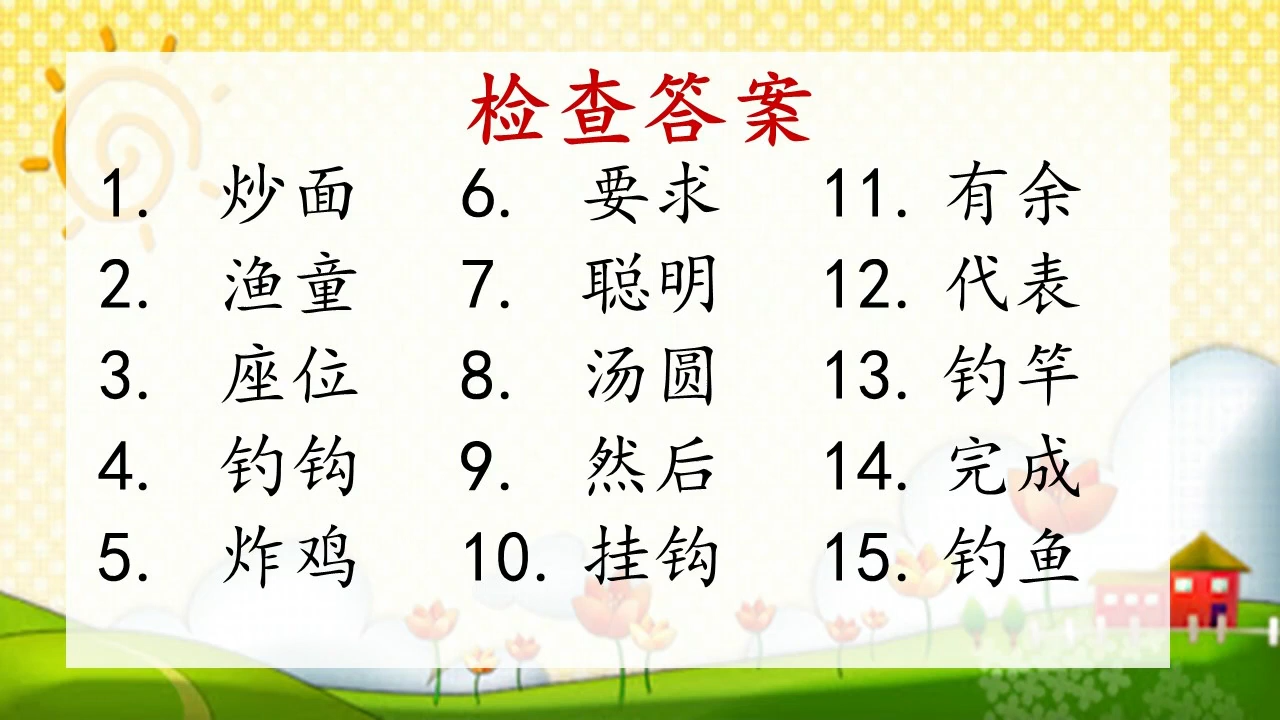 检查答案
1. 炒面
2. 渔童
3. 座位
4. 钓钩
5. 炸鸡
6. 要求
7. 聪明
8. 汤圆
9. 然后
10. 挂钩
11. 有余
12. 代表
13. 钓竿
14. 完成
15. 钓鱼